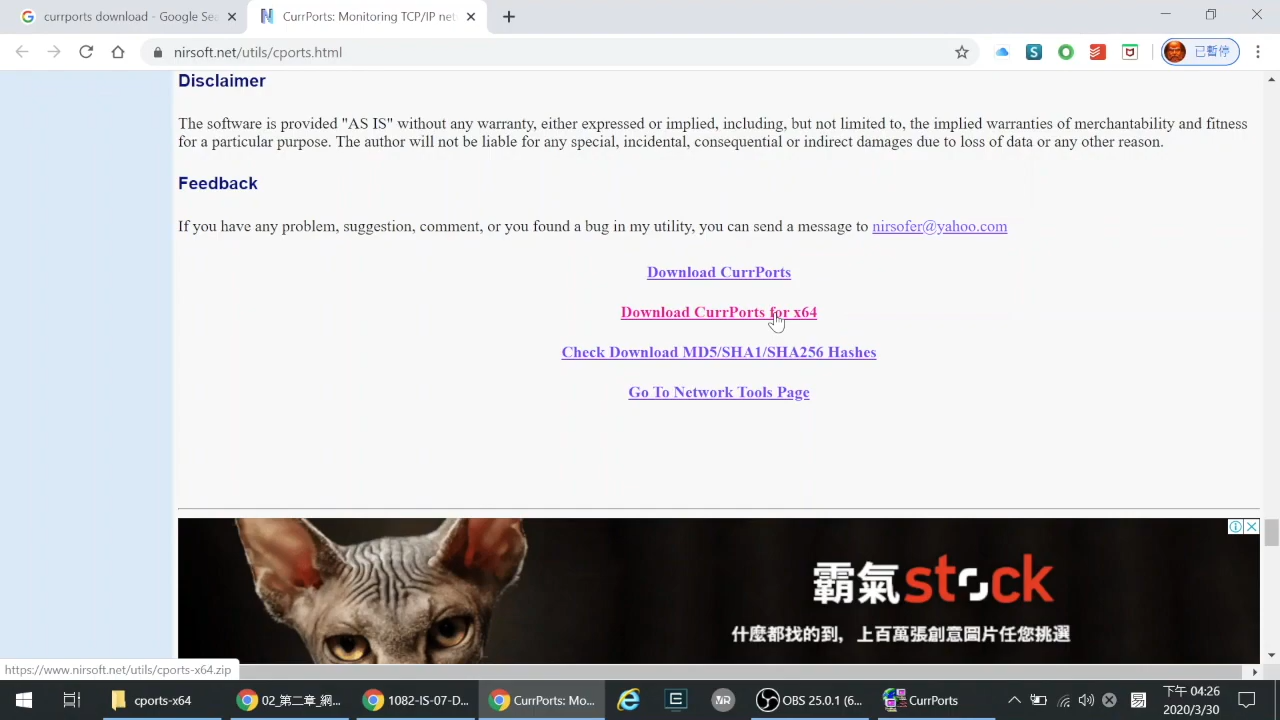 currports download - Google Sea
CurrPorts: Monitoring TCP/IP net
nirsoft.net/utils/cports.html
已暫停
Disclaimer
The software is provided "AS IS" without any warranty, either expressed or implied, including, but not limited to, the implied warranties of merchantability and fitness
for a particular purpose. The author will not be liable for any special, incidental, consequential or indirect damages due to loss of data or any other reason.
Feedback
If you have any problem, suggestion, comment, or you found a bug in my utility, you can send a message to nirsofer@yahoo.com
Download CurrPorts
Download CurrPorts for x64
Check Download MD5/SHA1/SHA256 Hashes
Go To Network Tools Page
霸氣stock
什麼都找的到，上百萬張創意圖片任您挑選
https://www.nirsoft.net/utils/cports-x64.zip
cports-x64
02_第二章_網...
1082-IS-07-D...
CurrPorts: Mo...
OBS 25.0.1 (6...
CurrPorts
易
下午 04:26
2020/3/30